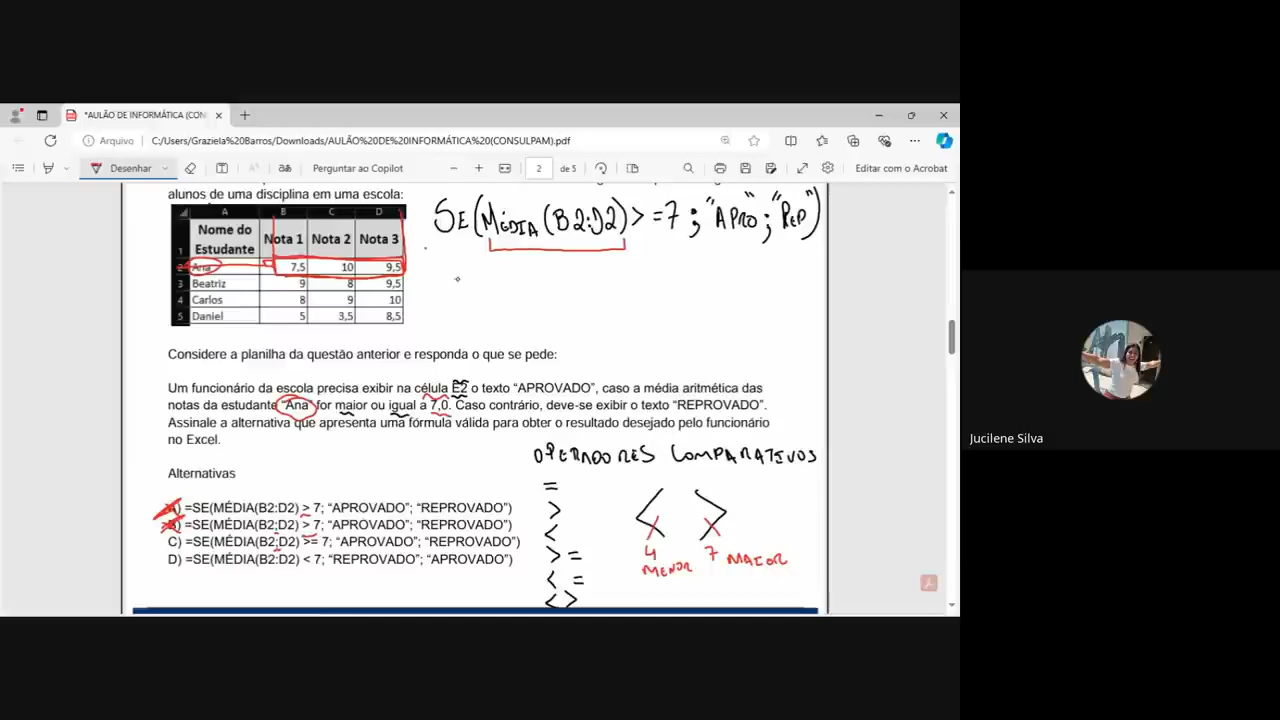 *AULÃO DE INFORMÁTICA (CON
Arquivo C:/Users/Graziela%20Barros/Downloads/AULÃO%20DE%20INFORMÁTICA%20(CONSULPAM).pdf
Desenhar Perguntar ao Copilot 2 de 5 Editar com o Acrobat
alunos de uma disciplina em uma escola:
SE(MÉDIA(B2:D2)>=7;"APRO";"REP")
A B C D
1 Nome do Estudante Nota 1 Nota 2 Nota 3
2 Ana 7,5 10 9,5
3 Beatriz 9 8 9,5
4 Carlos 8 9 10
5 Daniel 5 3,5 8,5
Considere a planilha da questão anterior e responda o que se pede:
Um funcionário da escola precisa exibir na célula E2 o texto “APROVADO”, caso a média aritmética das
notas da estudante “Ana” for maior ou igual a 7,0. Caso contrário, deve-se exibir o texto “REPROVADO”.
Assinale a alternativa que apresenta uma fórmula válida para obter o resultado desejado pelo funcionário
no Excel.
OPERADORES COMPARATIVOS
Alternativas
A) =SE(MÉDIA(B2:D2) > 7; “APROVADO”; “REPROVADO”)
B) =SE(MÉDIA(B2;D2) > 7; “APROVADO”; “REPROVADO”)
C) =SE(MÉDIA(B2;D2) >= 7; “APROVADO”; “REPROVADO”)
D) =SE(MÉDIA(B2:D2) < 7; “REPROVADO”; “APROVADO”)
=
>
<
>=
<=
<>
< >
4 7
MENOR MAIOR
Jucilene Silva